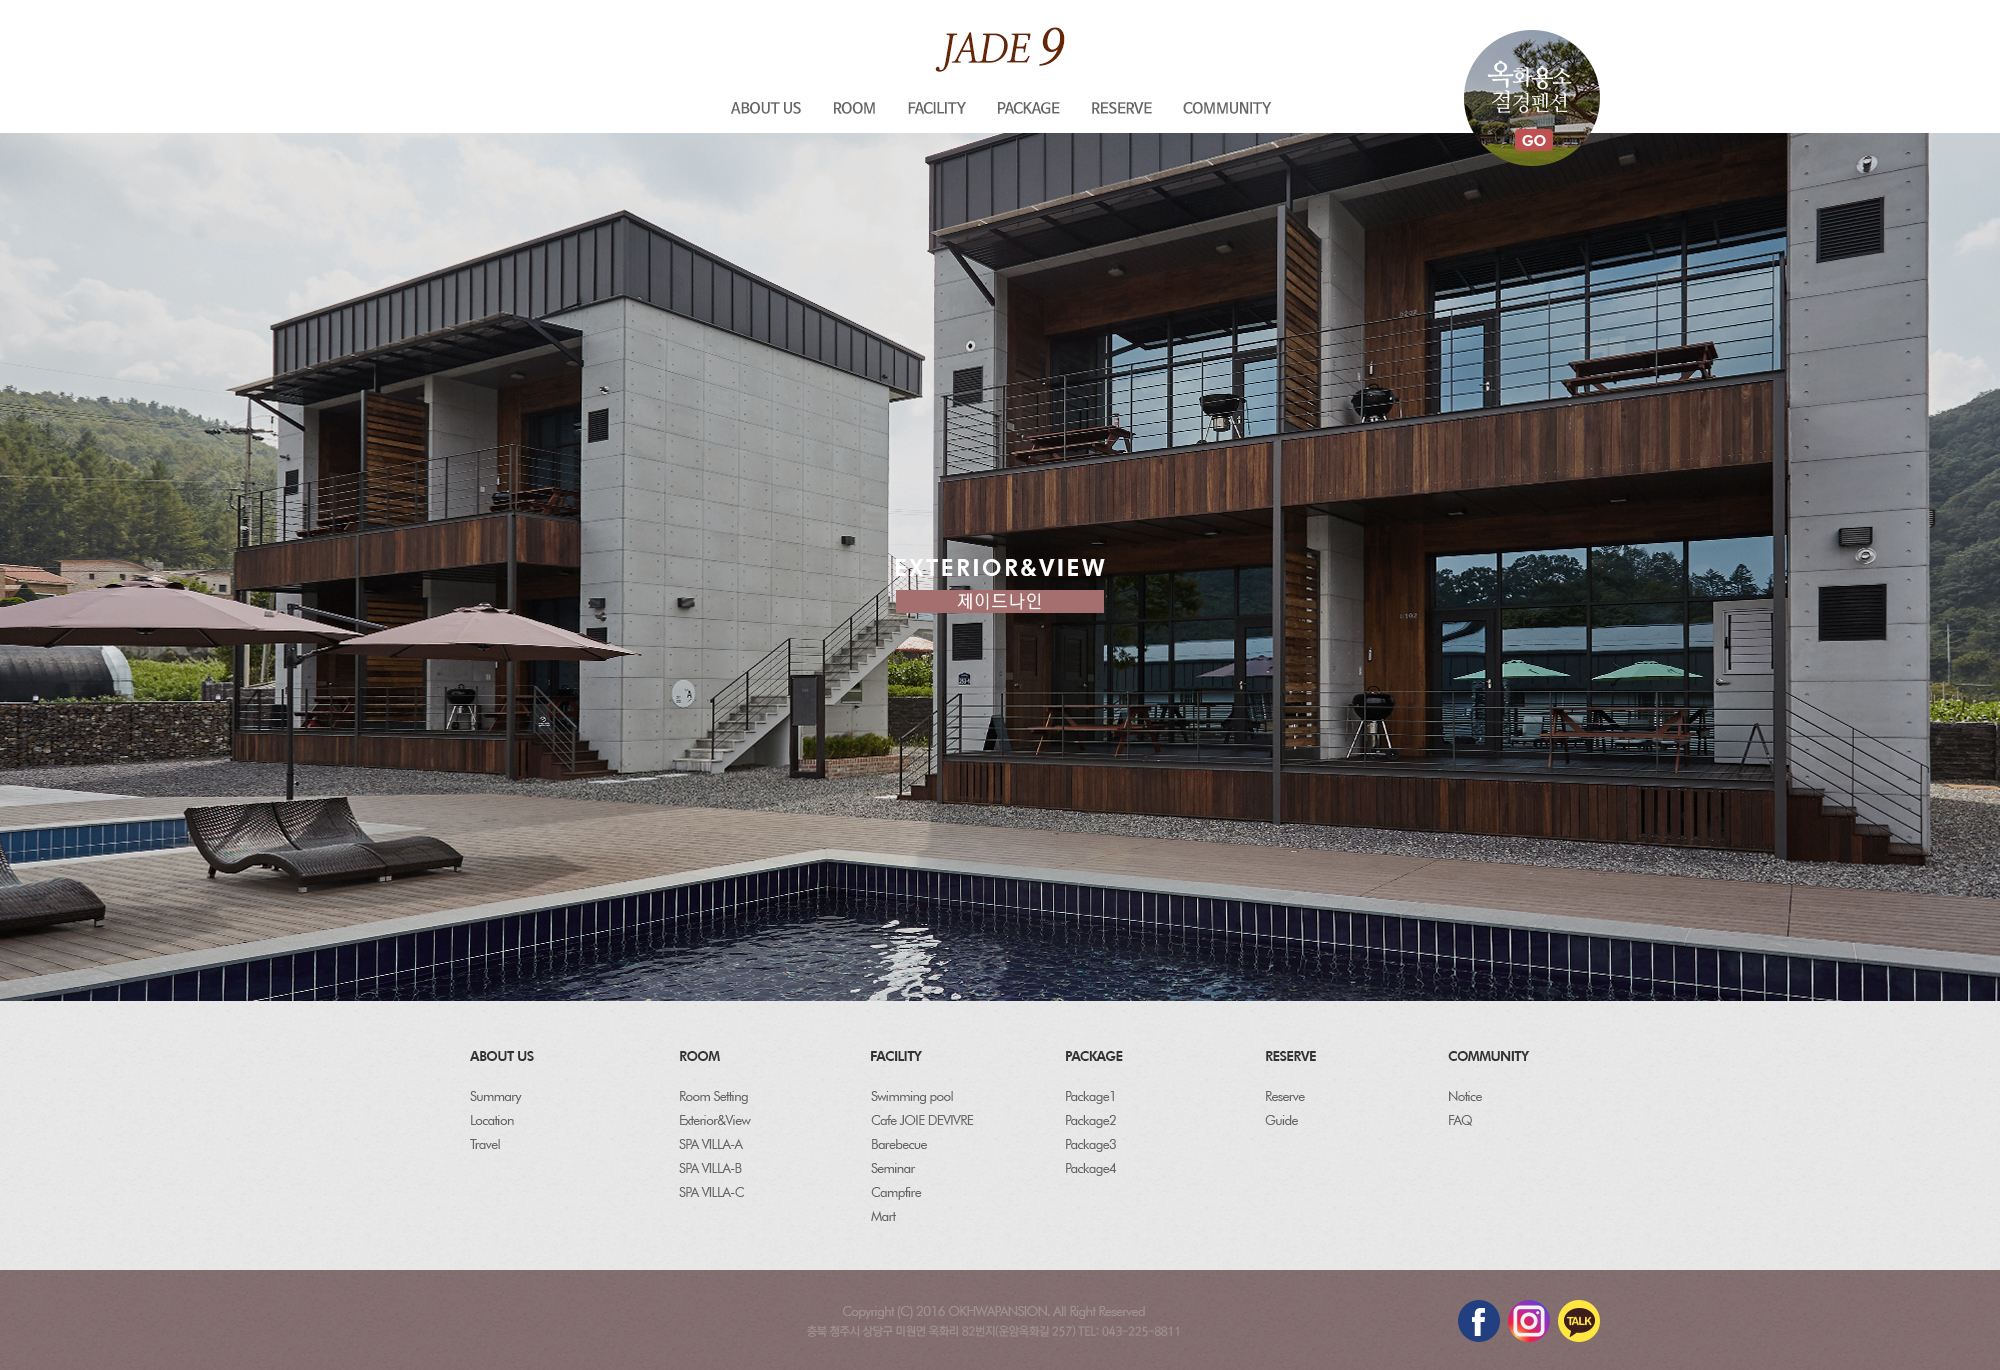 JADE 9
옥화용소
절경펜션
GO
ABOUT US ROOM FACILITY PACKAGE RESERVE COMMUNITY
EXTERIOR&VIEW
제이드나인
ABOUT US ROOM FACILITY PACKAGE RESERVE COMMUNITY
Summary Room Setting Swimming pool Package1 Reserve Notice
Location Exterior&View Cafe JOIE DEVIVRE Package2 Guide FAQ
Travel SPA VILLA-A Barebecue Package3
SPA VILLA-B Seminar Package4
SPA VILLA-C Campfire
Mart
Copyright (C) 2016 OKHWAPANSION. All Right Reserved
충북 청주시 상당구 미원면 옥화리 82번지(운암옥화길 257) TEL: 043-225-8811
f
TALK